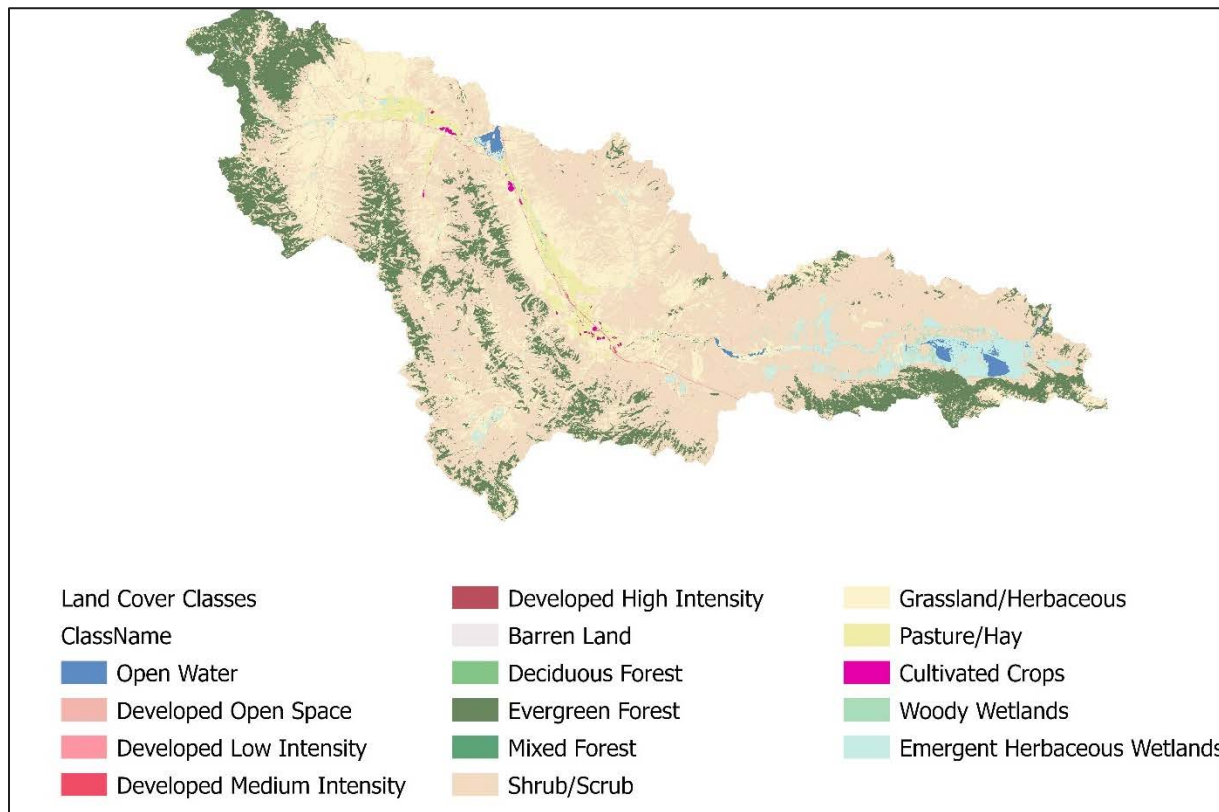 Land Cover Classes
ClassName
Open Water
Developed Open Space
Developed Low Intensity
Developed Medium Intensity
Developed High Intensity
Barren Land
Deciduous Forest
Evergreen Forest
Mixed Forest
Shrub/Scrub
Grassland/Herbaceous
Pasture/Hay
Cultivated Crops
Woody Wetlands
Emergent Herbaceous Wetlands